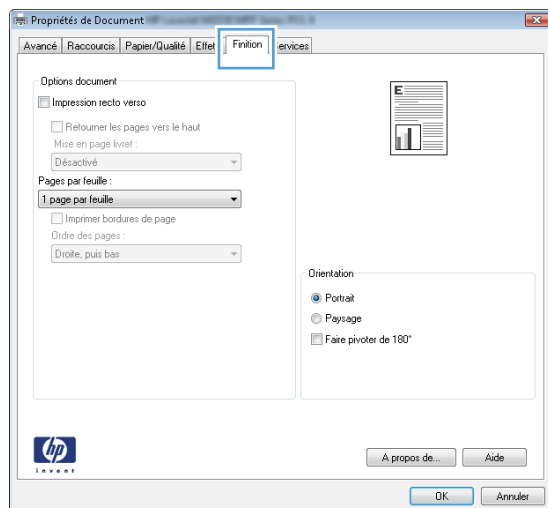 Propriétés de Document
Avancé Raccourcis Papier/Qualité Effe Finition ervices
Options document
Impression recto verso
Retourner les pages vers le haut
Mise en page livret :
Désactivé
Pages par feuille :
1 page par feuille
Imprimer bordures de page
Ordre des pages :
Droite, puis bas
E
Orientation
Portrait
Paysage
Faire pivoter de 180°
hp
invent
A propos de... Aide
OK Annuler